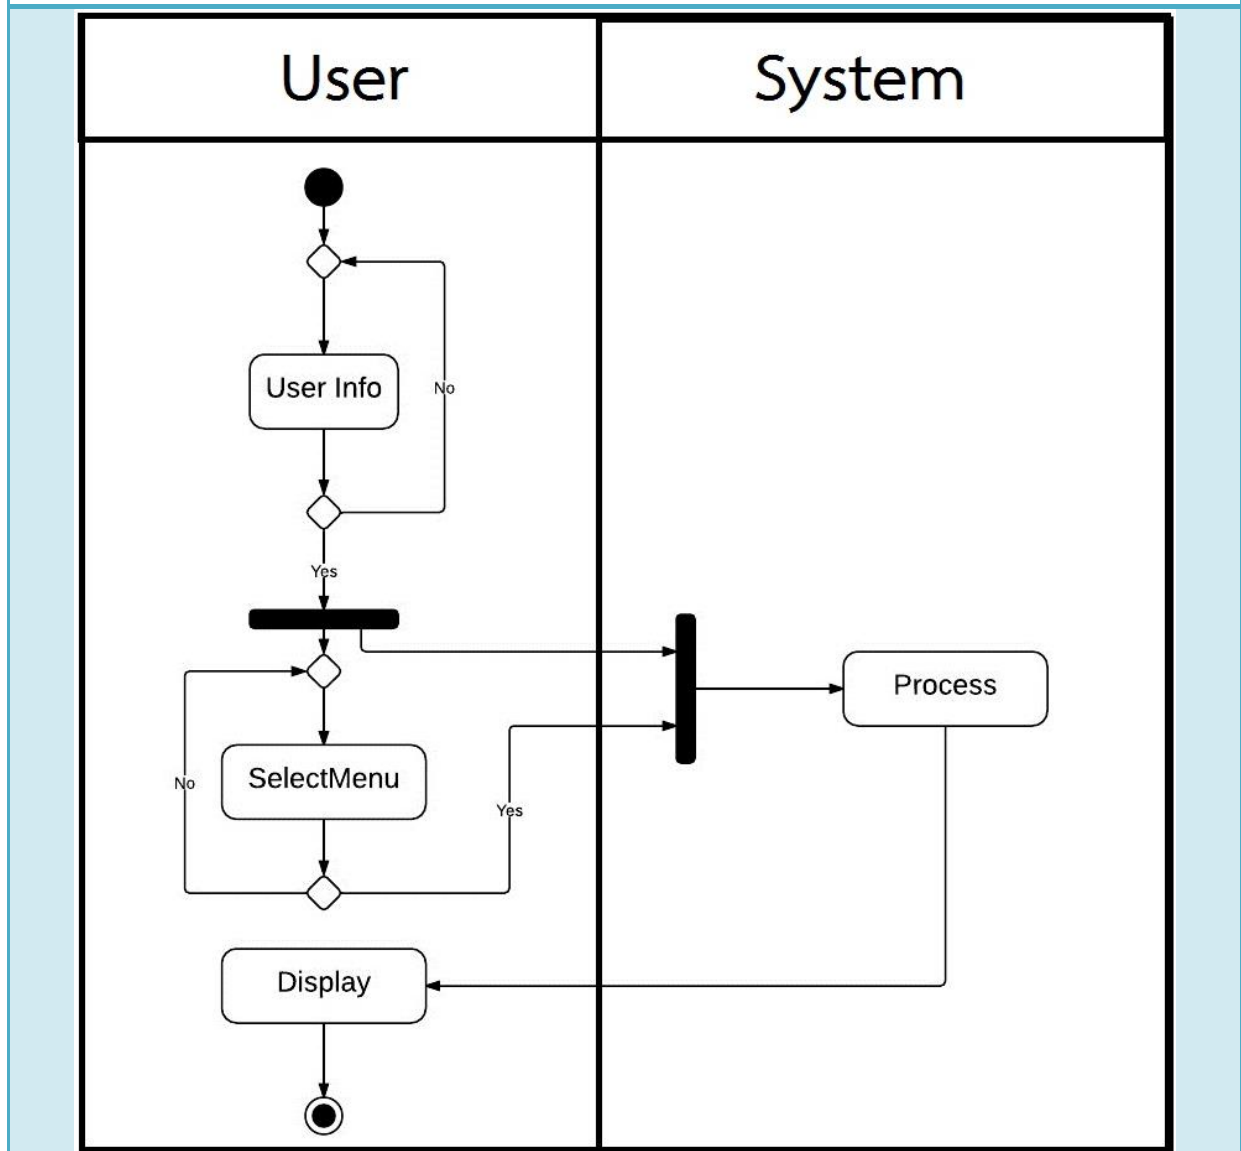 User
System
User Info
No
Yes
Process
SelectMenu
No
Yes
Display